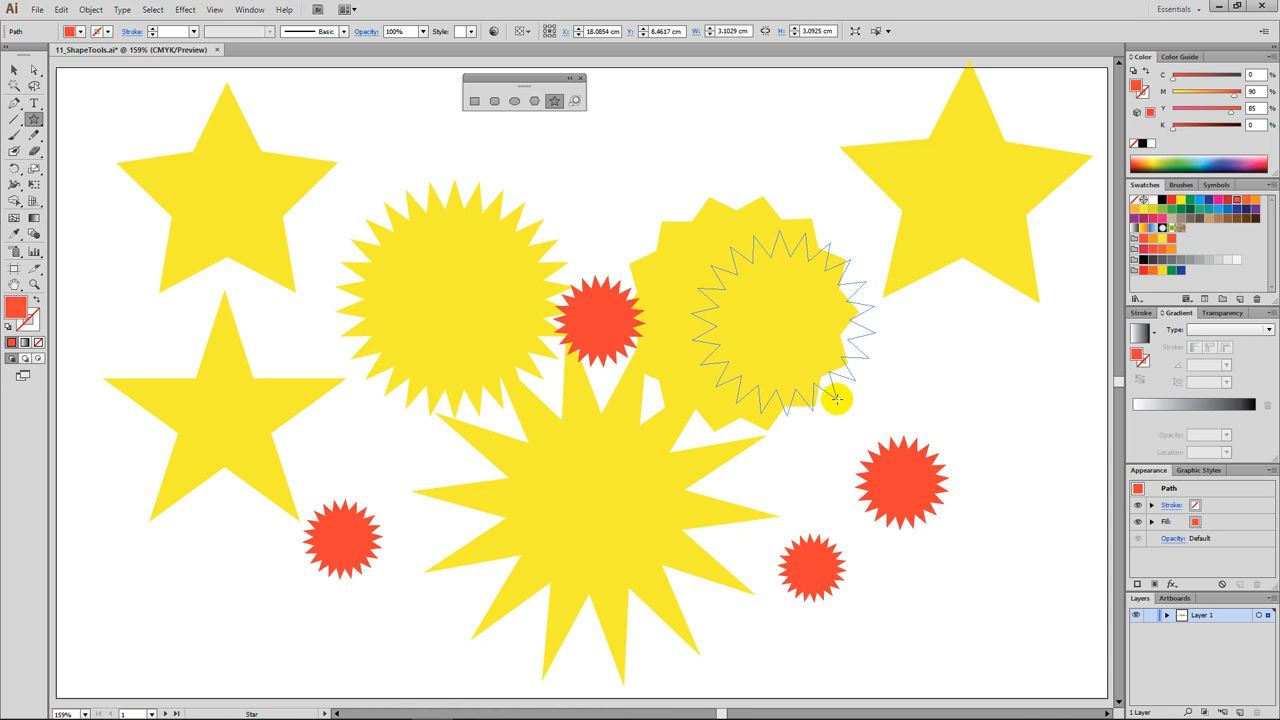 Ai File Edit Object Type Select Effect View Window Help Br Essentials
Path Stroke: Basic Opacity: 100% Style: X: 18.0854 cm Y: 8.4617 cm W: 3.1029 cm H: 3.0925 cm
11_ShapeTools.ai* @ 159% (CMYK/Preview) ×
Color Color Guide
C 0 %
M 90 %
Y 85 %
K 0 %
Swatches Brushes Symbols
Stroke Gradient Transparency
Type:
Stroke:
Opacity:
Location:
Appearance Graphic Styles
Path
Stroke:
Fill:
Opacity: Default
fx
Layers Artboards
Layer 1
1 Layer
159% 1 Star